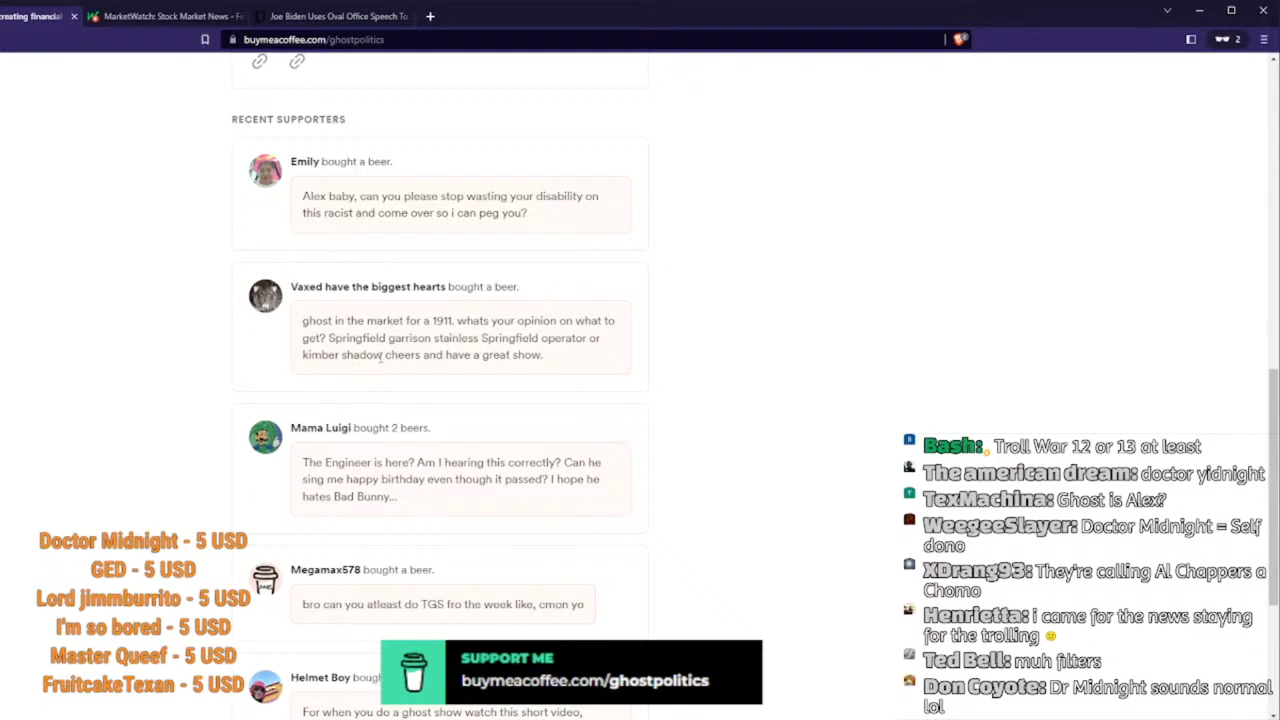 creating financial
MarketWatch: Stock Market News - Fi
Joe Biden Uses Oval Office Speech To
buymeacoffee.com/ghostpolitics
2
RECENT SUPPORTERS
Emily bought a beer.
Alex baby, can you please stop wasting your disability on
this racist and come over so i can peg you?
Vaxed have the biggest hearts bought a beer.
ghost in the market for a 1911. whats your opinion on what to
get? Springfield garrison stainless Springfield operator or
kimber shadow cheers and have a great show.
Mama Luigi bought 2 beers.
The Engineer is here? Am I hearing this correctly? Can he
sing me happy birthday even though it passed? I hope he
hates Bad Bunny...
Megamax578 bought a beer.
bro can you atleast do TGS fro the week like, cmon yo
Helmet Boy bough
For when you do a ghost show watch this short video,
Doctor Midnight - 5 USD
GED - 5 USD
Lord jimmburrito - 5 USD
I'm so bored - 5 USD
Master Queef - 5 USD
FruitcakeTexan - 5 USD
SUPPORT ME
buymeacoffee.com/ghostpolitics
Bash: Troll War 12 or 13 at least
The american dream: doctor yidnight
TexMachina: Ghost is Alex?
WeegeeSlayer: Doctor Midnight = Self
dono
XDrang93: They're calling Al Chappers a
Chomo
Henrietta: i came for the news staying
for the trolling
Ted Bell: muh filters
Don Coyote: Dr Midnight sounds normal
lol